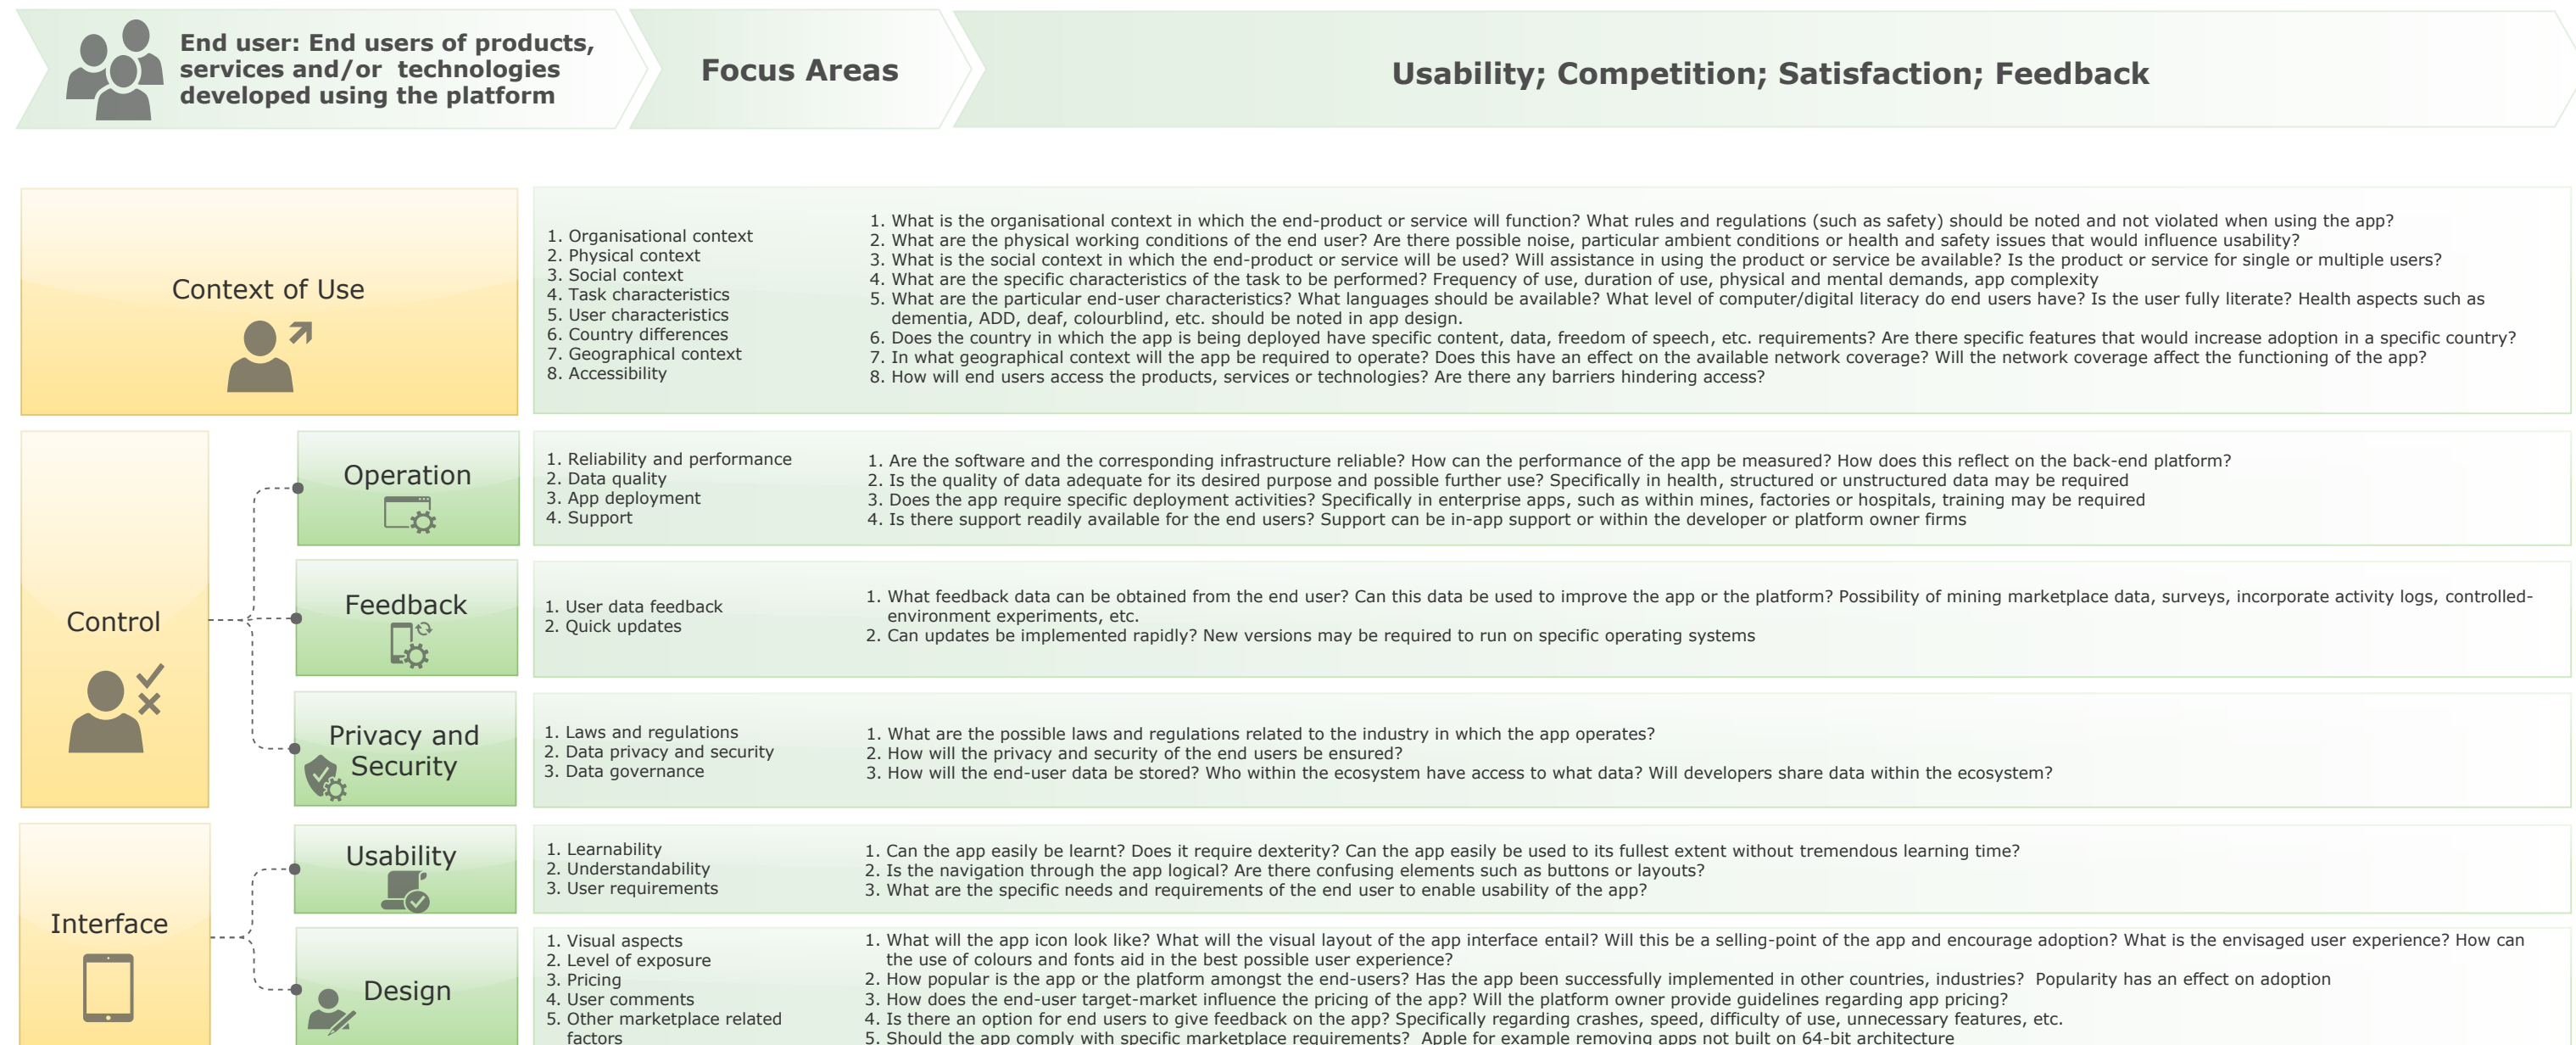 End user: End users of products,
services and/or technologies
developed using the platform
Focus Areas
Usability; Competition; Satisfaction; Feedback
Context of Use
1. Organisational context
2. Physical context
3. Social context
4. Task characteristics
5. User characteristics
6. Country differences
7. Geographical context
8. Accessibility
1. What is the organisational context in which the end-product or service will function? What rules and regulations (such as safety) should be noted and not violated when using the app?
2. What are the physical working conditions of the end user? Are there possible noise, particular ambient conditions or health and safety issues that would influence usability?
3. What is the social context in which the end-product or service will be used? Will assistance in using the product or service be available? Is the product or service for single or multiple users?
4. What are the specific characteristics of the task to be performed? Frequency of use, duration of use, physical and mental demands, app complexity
5. What are the particular end-user characteristics? What languages should be available? What level of computer/digital literacy do end users have? Is the user fully literate? Health aspects such as
dementia, ADD, deaf, colourblind, etc. should be noted in app design.
6. Does the country in which the app is being deployed have specific content, data, freedom of speech, etc. requirements? Are there specific features that would increase adoption in a specific country?
7. In what geographical context will the app be required to operate? Does this have an effect on the available network coverage? Will the network coverage affect the functioning of the app?
8. How will end users access the products, services or technologies? Are there any barriers hindering access?
Control
Operation
1. Reliability and performance
2. Data quality
3. App deployment
4. Support
1. Are the software and the corresponding infrastructure reliable? How can the performance of the app be measured? How does this reflect on the back-end platform?
2. Is the quality of data adequate for its desired purpose and possible further use? Specifically in health, structured or unstructured data may be required
3. Does the app require specific deployment activities? Specifically in enterprise apps, such as within mines, factories or hospitals, training may be required
4. Is there support readily available for the end users? Support can be in-app support or within the developer or platform owner firms
Feedback
1. User data feedback
2. Quick updates
1. What feedback data can be obtained from the end user? Can this data be used to improve the app or the platform? Possibility of mining marketplace data, surveys, incorporate activity logs, controlled-
environment experiments, etc.
2. Can updates be implemented rapidly? New versions may be required to run on specific operating systems
Privacy and
Security
1. Laws and regulations
2. Data privacy and security
3. Data governance
1. What are the possible laws and regulations related to the industry in which the app operates?
2. How will the privacy and security of the end users be ensured?
3. How will the end-user data be stored? Who within the ecosystem have access to what data? Will developers share data within the ecosystem?
Interface
Usability
1. Learnability
2. Understandability
3. User requirements
1. Can the app easily be learnt? Does it require dexterity? Can the app easily be used to its fullest extent without tremendous learning time?
2. Is the navigation through the app logical? Are there confusing elements such as buttons or layouts?
3. What are the specific needs and requirements of the end user to enable usability of the app?
Design
1. Visual aspects
2. Level of exposure
3. Pricing
4. User comments
5. Other marketplace related
factors
1. What will the app icon look like? What will the visual layout of the app interface entail? Will this be a selling-point of the app and encourage adoption? What is the envisaged user experience? How can
the use of colours and fonts aid in the best possible user experience?
2. How popular is the app or the platform amongst the end-users? Has the app been successfully implemented in other countries, industries? Popularity has an effect on adoption
3. How does the end-user target-market influence the pricing of the app? Will the platform owner provide guidelines regarding app pricing?
4. Is there an option for end users to give feedback on the app? Specifically regarding crashes, speed, difficulty of use, unnecessary features, etc.
5. Should the app comply with specific marketplace requirements? Apple for example removing apps not built on 64-bit architecture